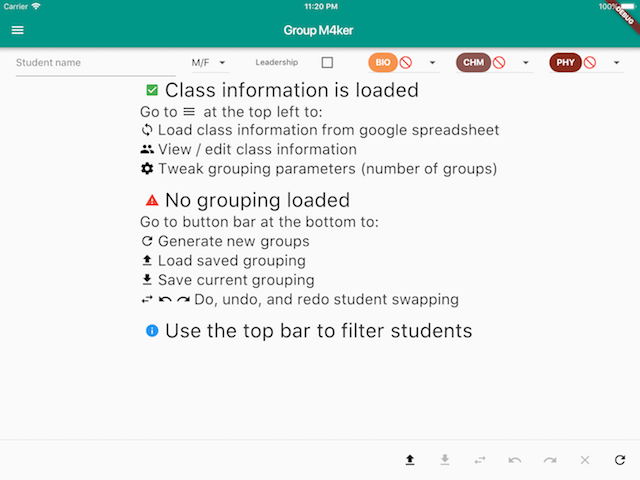 Carrier 11:20 PM 100%
DEBUG
Group M4ker
Student name M/F Leadership BIO CHM PHY
Class information is loaded
Go to at the top left to:
Load class information from google spreadsheet
View / edit class information
Tweak grouping parameters (number of groups)
No grouping loaded
Go to button bar at the bottom to:
Generate new groups
Load saved grouping
Save current grouping
Do, undo, and redo student swapping
Use the top bar to filter students